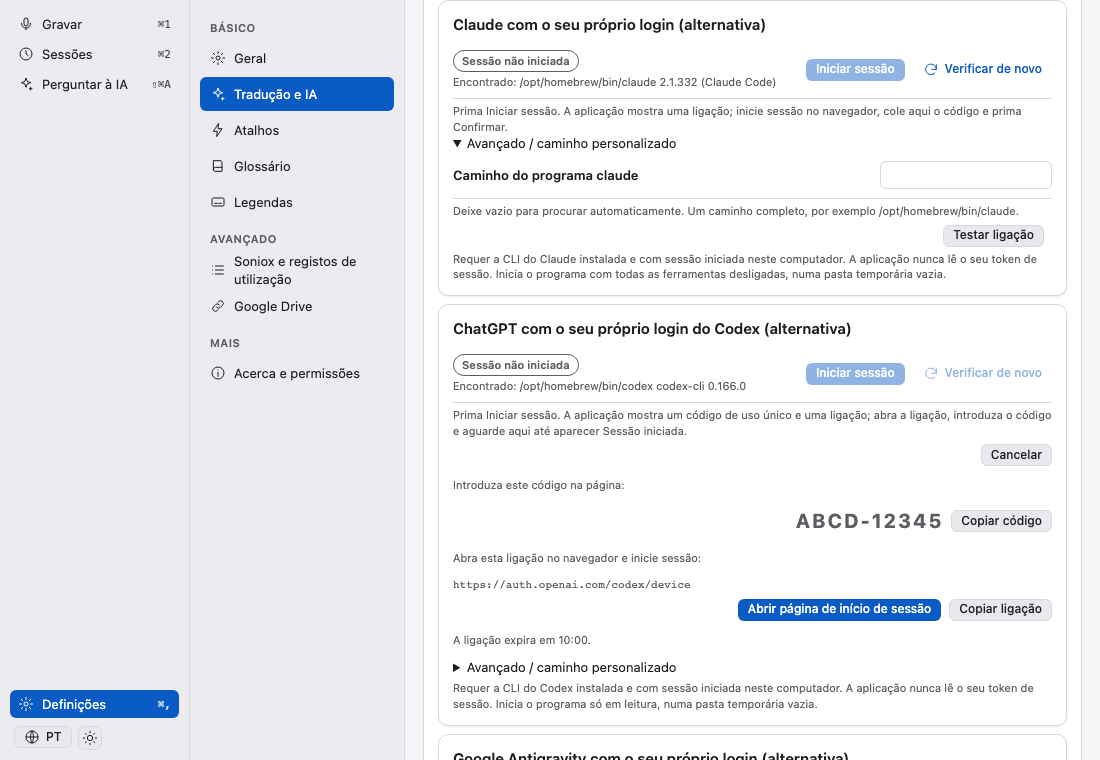 Gravar ⌘1
Sessões ⌘2
Perguntar à IA ⇧⌘A
Definições ⌘,
PT
BÁSICO
Geral
Tradução e IA
Atalhos
Glossário
Legendas
AVANÇADO
Soniox e registos de
utilização
Google Drive
MAIS
Acerca e permissões
Claude com o seu próprio login (alternativa)
Sessão não iniciada
Encontrado: /opt/homebrew/bin/claude 2.1.332 (Claude Code)
Iniciar sessão
Verificar de novo
Prima Iniciar sessão. A aplicação mostra uma ligação; inicie sessão no navegador, cole aqui o código e prima
Confirmar.
▼ Avançado / caminho personalizado
Caminho do programa claude
Deixe vazio para procurar automaticamente. Um caminho completo, por exemplo /opt/homebrew/bin/claude.
Testar ligação
Requer a CLI do Claude instalada e com sessão iniciada neste computador. A aplicação nunca lê o seu token de
sessão. Inicia o programa com todas as ferramentas desligadas, numa pasta temporária vazia.
ChatGPT com o seu próprio login do Codex (alternativa)
Sessão não iniciada
Encontrado: /opt/homebrew/bin/codex codex-cli 0.166.0
Iniciar sessão
Verificar de novo
Prima Iniciar sessão. A aplicação mostra um código de uso único e uma ligação; abra a ligação, introduza o código
e aguarde aqui até aparecer Sessão iniciada.
Cancelar
Introduza este código na página:
ABCD-12345
Copiar código
Abra esta ligação no navegador e inicie sessão:
https://auth.openai.com/codex/device
Abrir página de início de sessão
Copiar ligação
A ligação expira em 10:00.
▶ Avançado / caminho personalizado
Requer a CLI do Codex instalada e com sessão iniciada neste computador. A aplicação nunca lê o seu token de
sessão. Inicia o programa só em leitura, numa pasta temporária vazia.
Google Antigravity com o seu próprio login (alternativa)